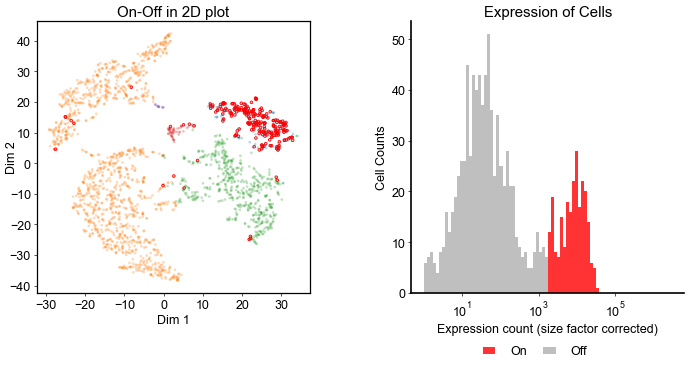 On-Off in 2D plot
Dim 2
40
30
20
10
0
−10
−20
−30
−40
−30 −20 −10 0 10 20 30
Dim 1
Expression of Cells
Cell Counts
50
40
30
20
10
0
10^1 10^3 10^5
Expression count (size factor corrected)
On Off